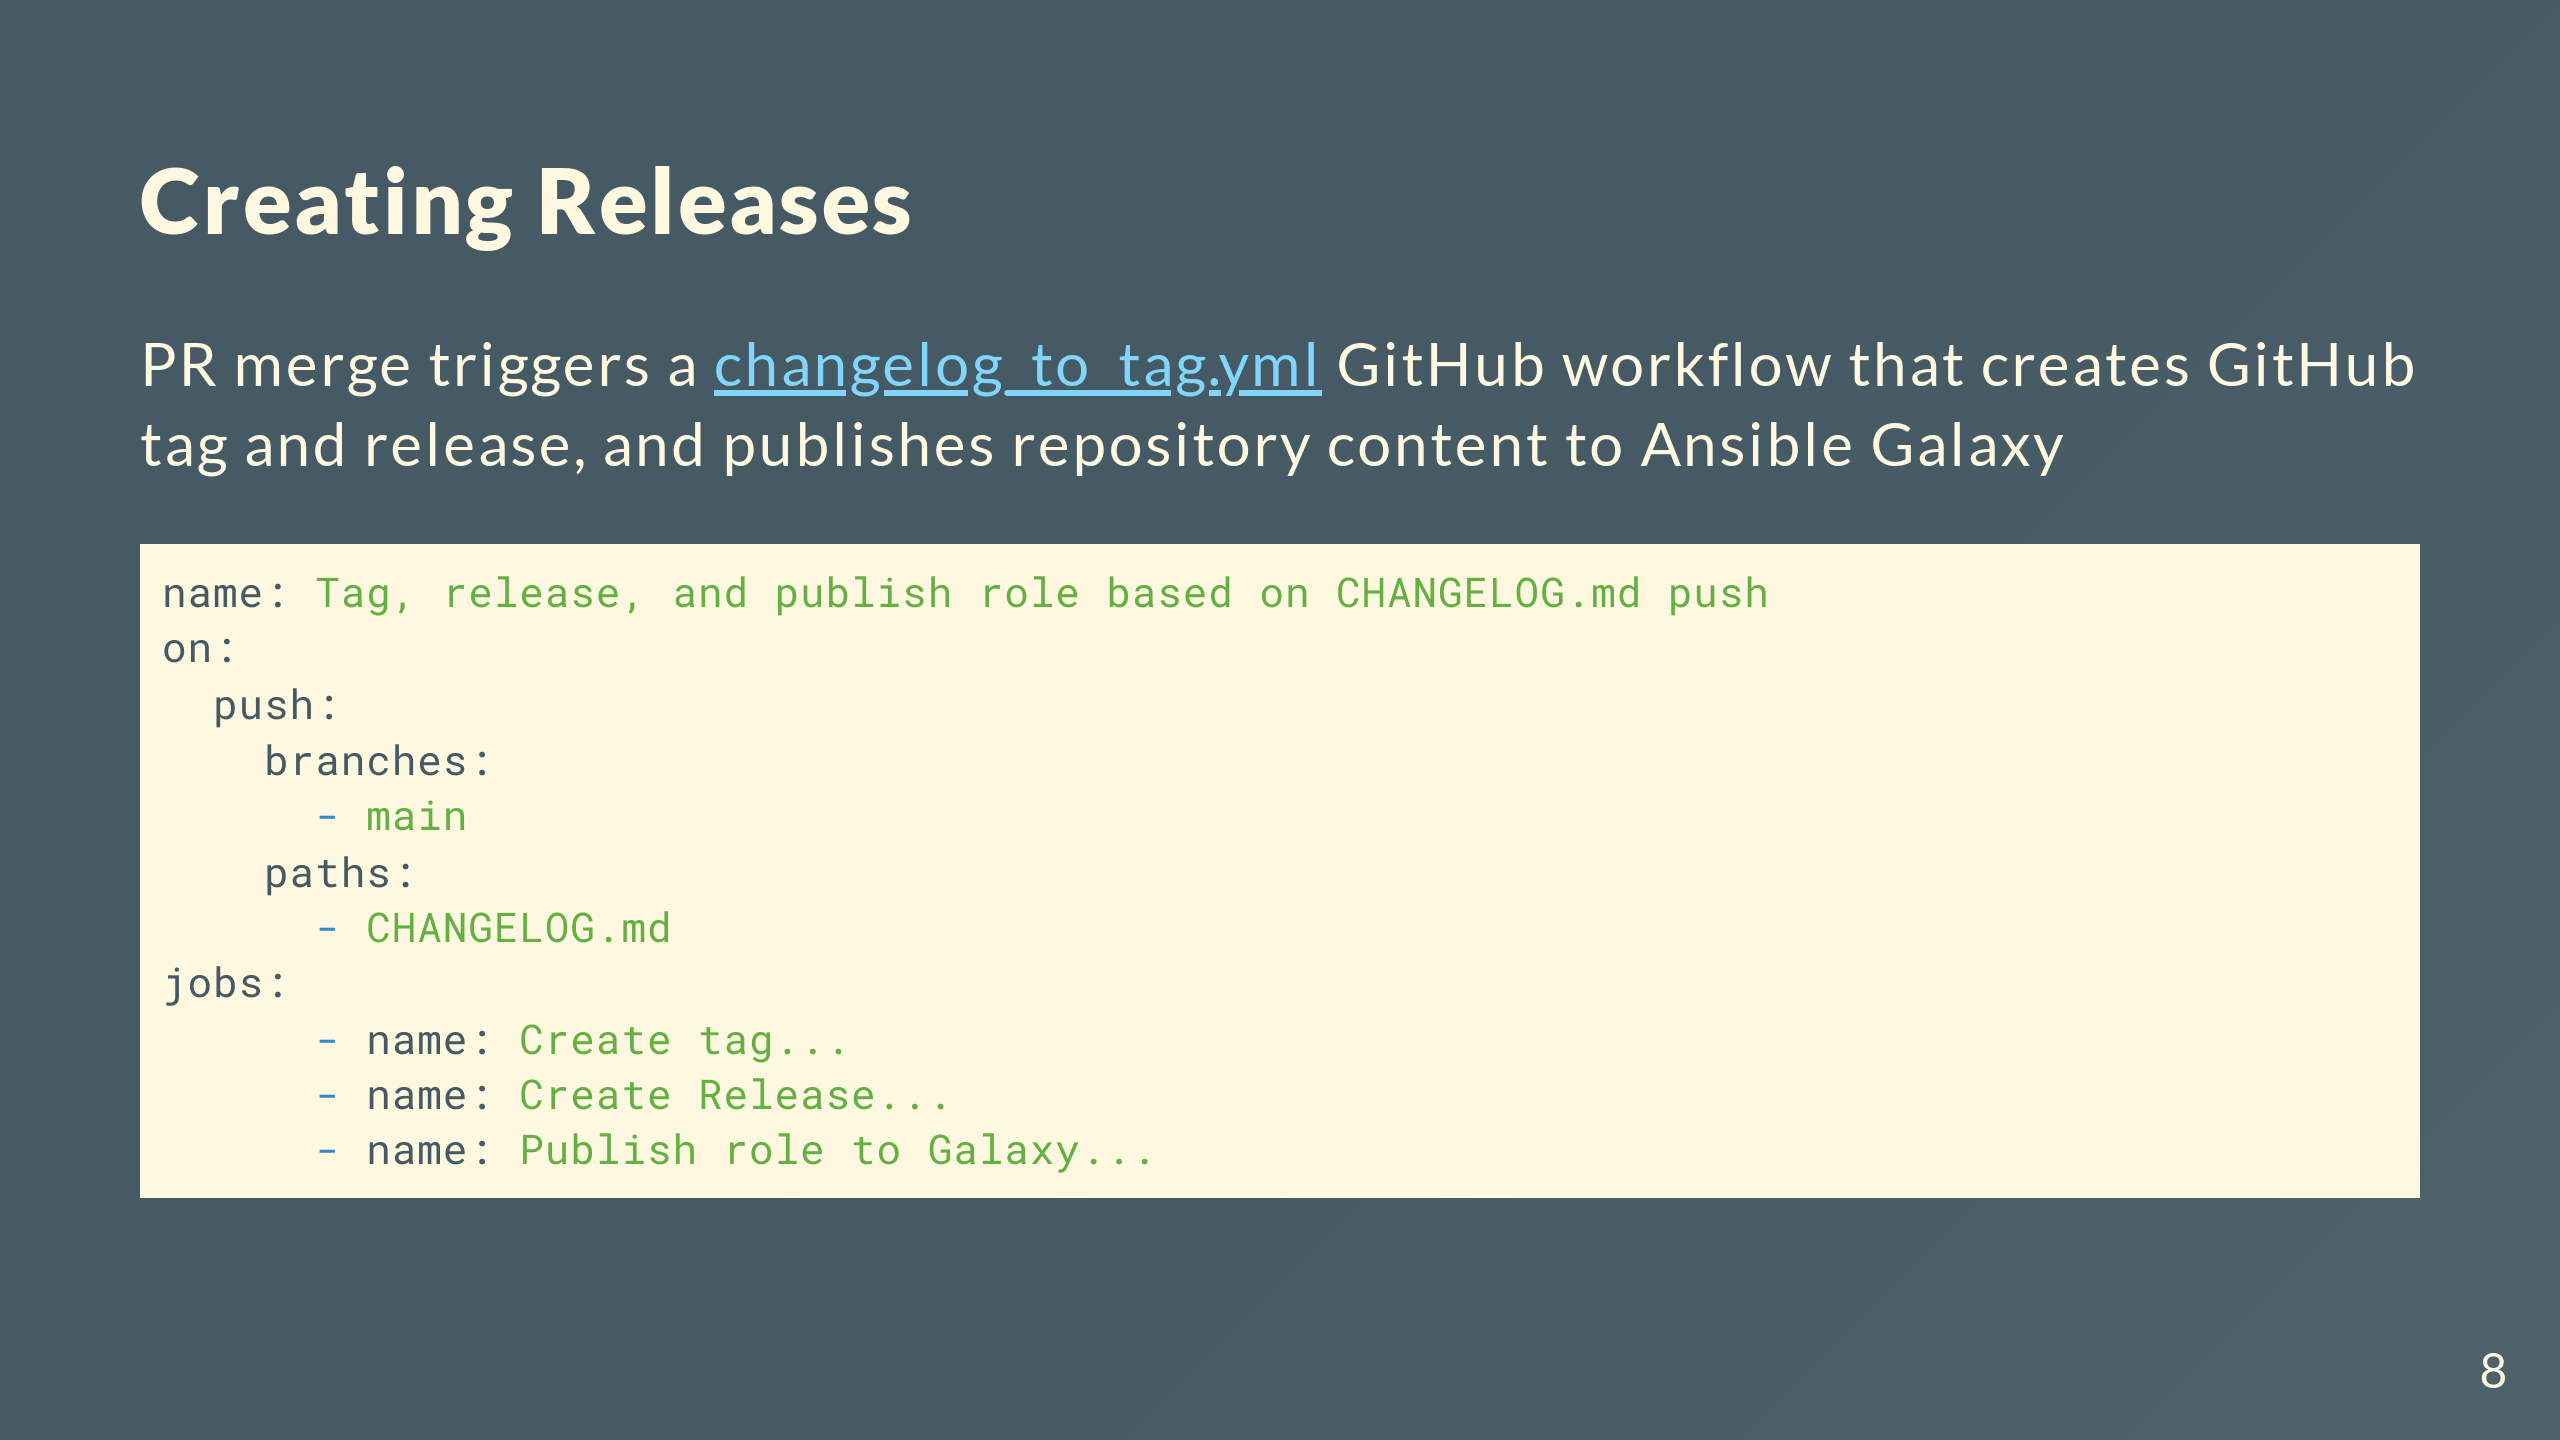 Creating Releases
PR merge triggers a changelog_to_tag.yml GitHub workflow that creates GitHub
tag and release, and publishes repository content to Ansible Galaxy
name: Tag, release, and publish role based on CHANGELOG.md push
on:
  push:
    branches:
      - main
    paths:
      - CHANGELOG.md
jobs:
      - name: Create tag...
      - name: Create Release...
      - name: Publish role to Galaxy...
8